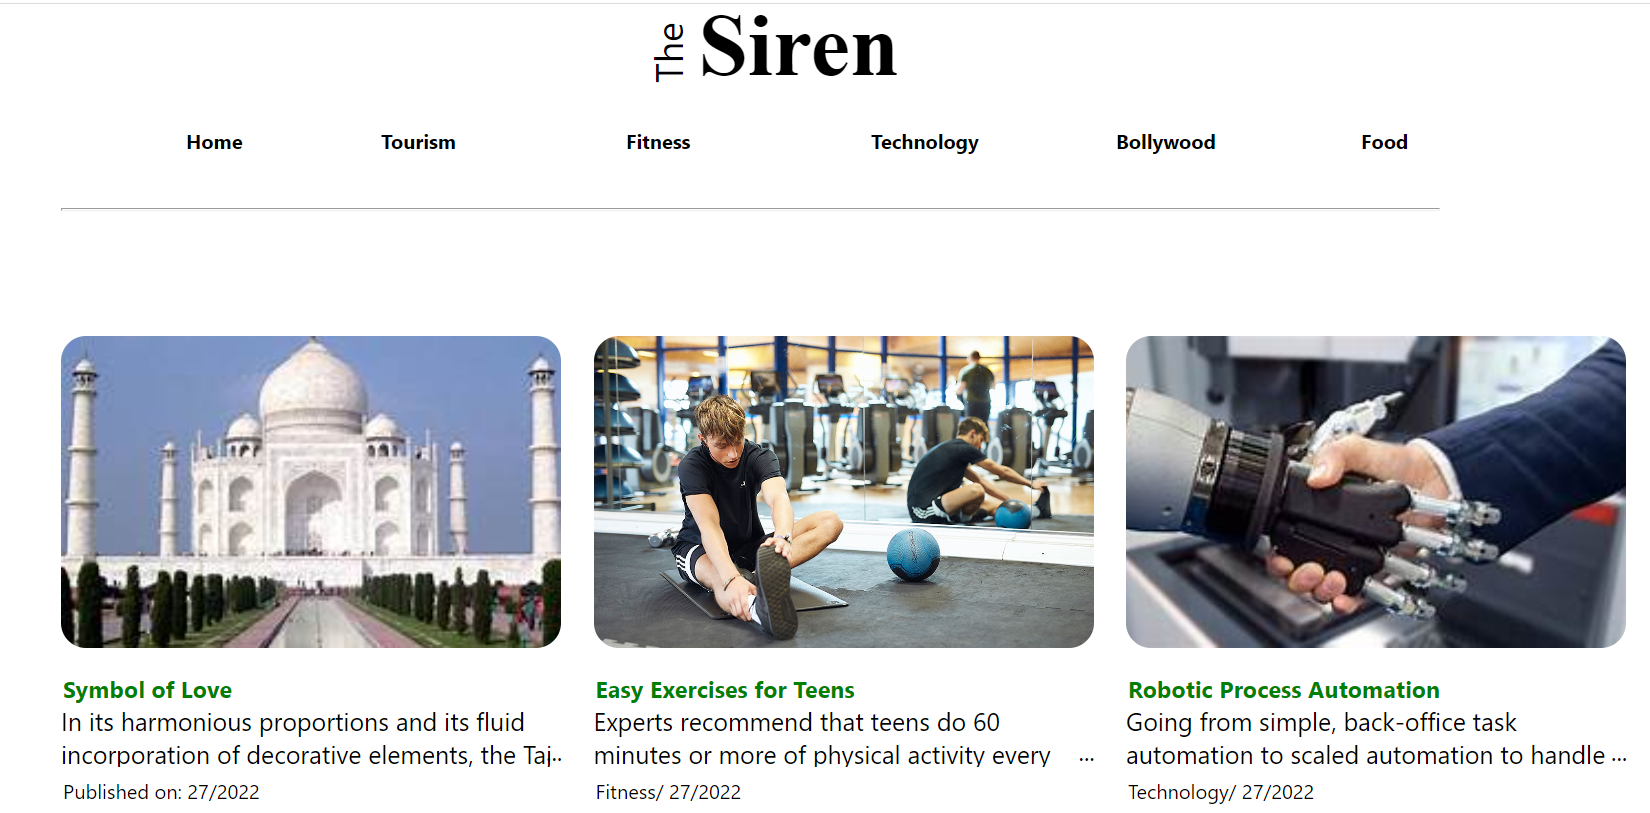 The Siren
Home Tourism Fitness Technology Bollywood Food
Symbol of Love
In its harmonious proportions and its fluid
incorporation of decorative elements, the Taj...
Published on: 27/2022
Easy Exercises for Teens
Experts recommend that teens do 60
minutes or more of physical activity every ...
Fitness/ 27/2022
Robotic Process Automation
Going from simple, back-office task
automation to scaled automation to handle ...
Technology/ 27/2022